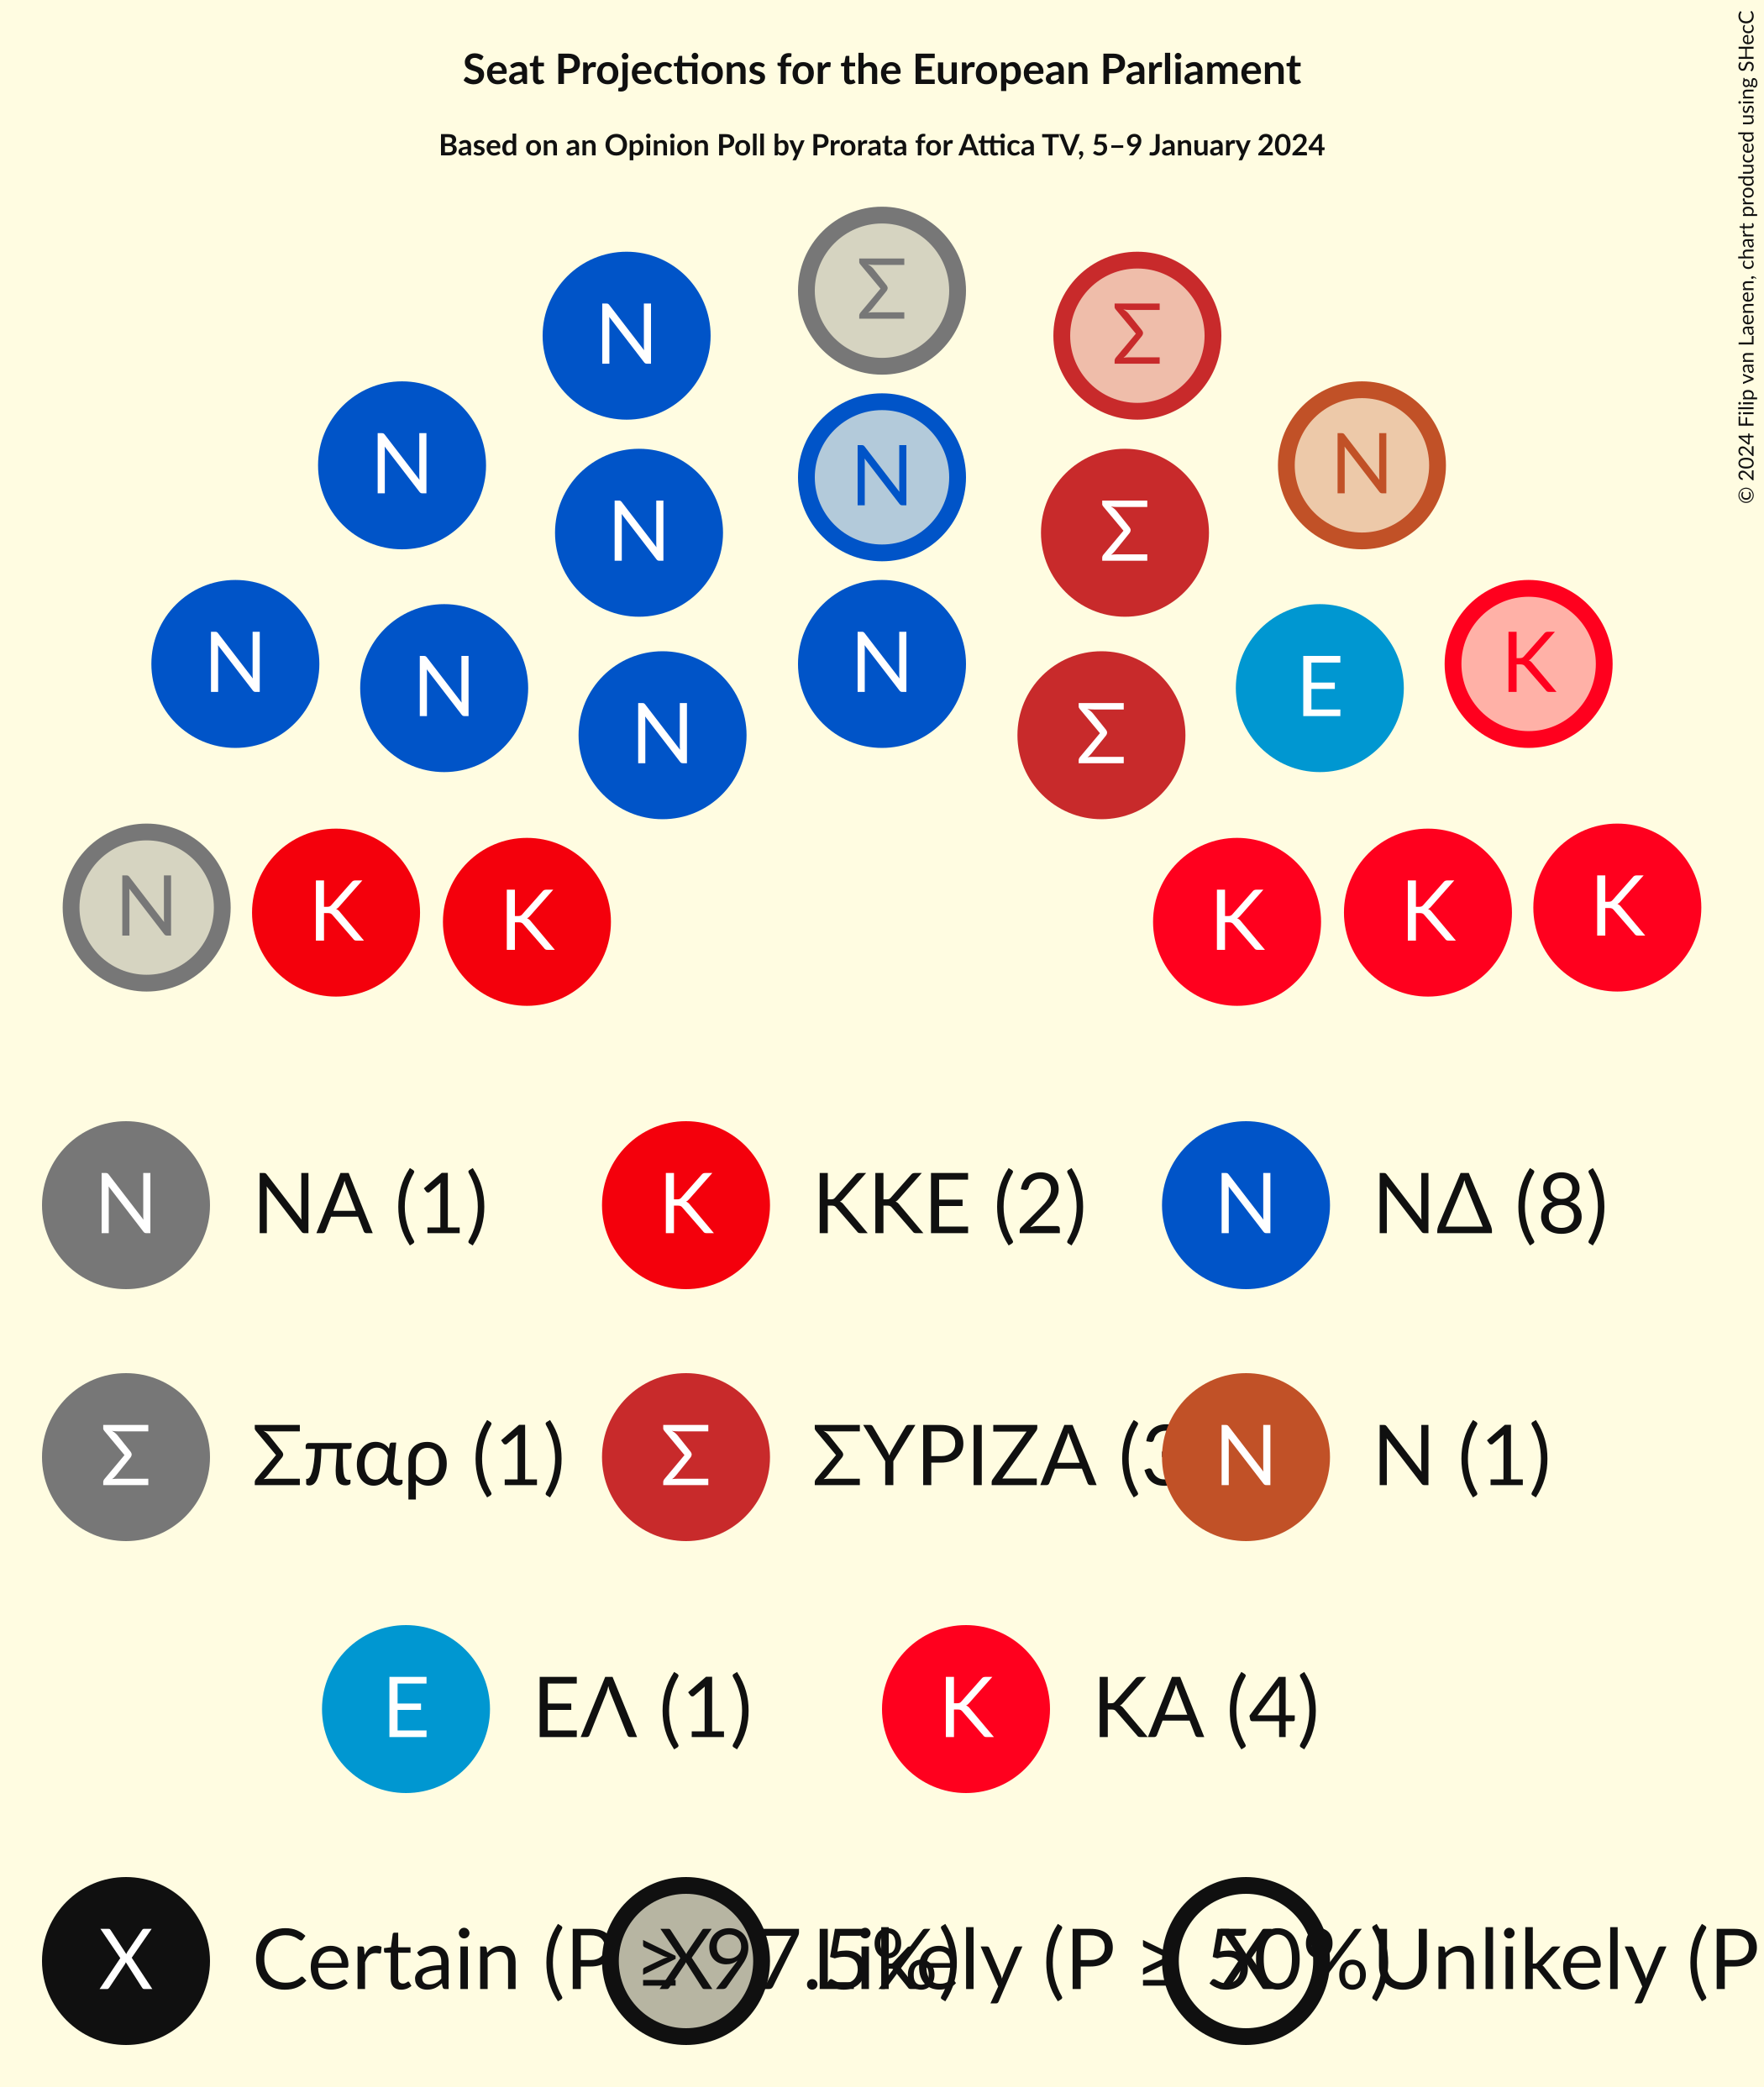 Seat Projections for the European Parliament
Based on an Opinion Poll by Prorata for Attica TV, 5–9 January 2024
© 2024 Filip van Laenen, chart produced using SHecC
Σ
Ν Σ
Ν
Ν Ν
Ν Σ
Ν Ν Κ
Ν Ε
Ν Σ
Ν Κ
Κ Κ
Κ Κ
Ν ΝΑ (1) Κ ΚΚΕ (2) Ν ΝΔ (8)
Σ Σπαρ (1) Σ ΣΥΡΙΖΑ (3 Ν Ν (1)
Ε ΕΛ (1) Κ ΚΑ (4)
X Certain (P ≥ 97.5%) X Likely (P ≥ 50%) X Unlikely (P